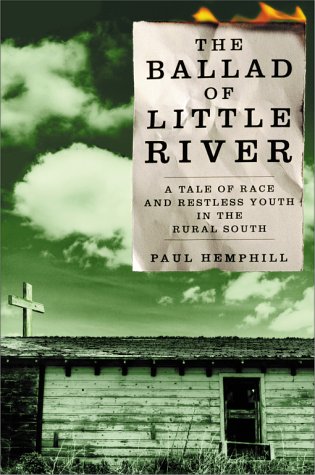 THE
BALLAD
OF
LITTLE
RIVER
A TALE OF RACE
AND RESTLESS YOUTH
IN THE
RURAL SOUTH
PAUL HEMPHILL